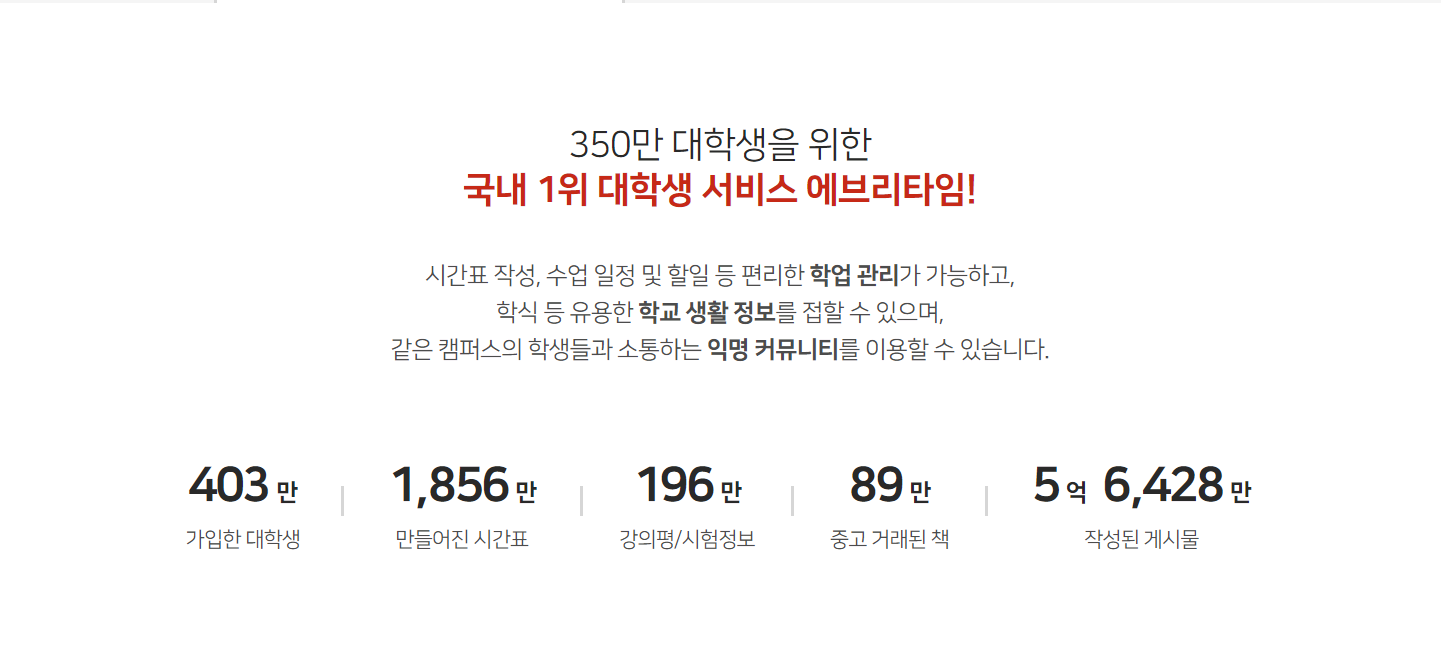 350만 대학생을 위한
국내 1위 대학생 서비스 에브리타임!
시간표 작성, 수업 일정 및 할일 등 편리한 학업 관리가 가능하고,
학식 등 유용한 학교 생활 정보를 접할 수 있으며,
같은 캠퍼스의 학생들과 소통하는 익명 커뮤니티를 이용할 수 있습니다.
403 만
가입한 대학생
1,856 만
만들어진 시간표
196 만
강의평/시험정보
89 만
중고 거래된 책
5 억 6,428 만
작성된 게시물